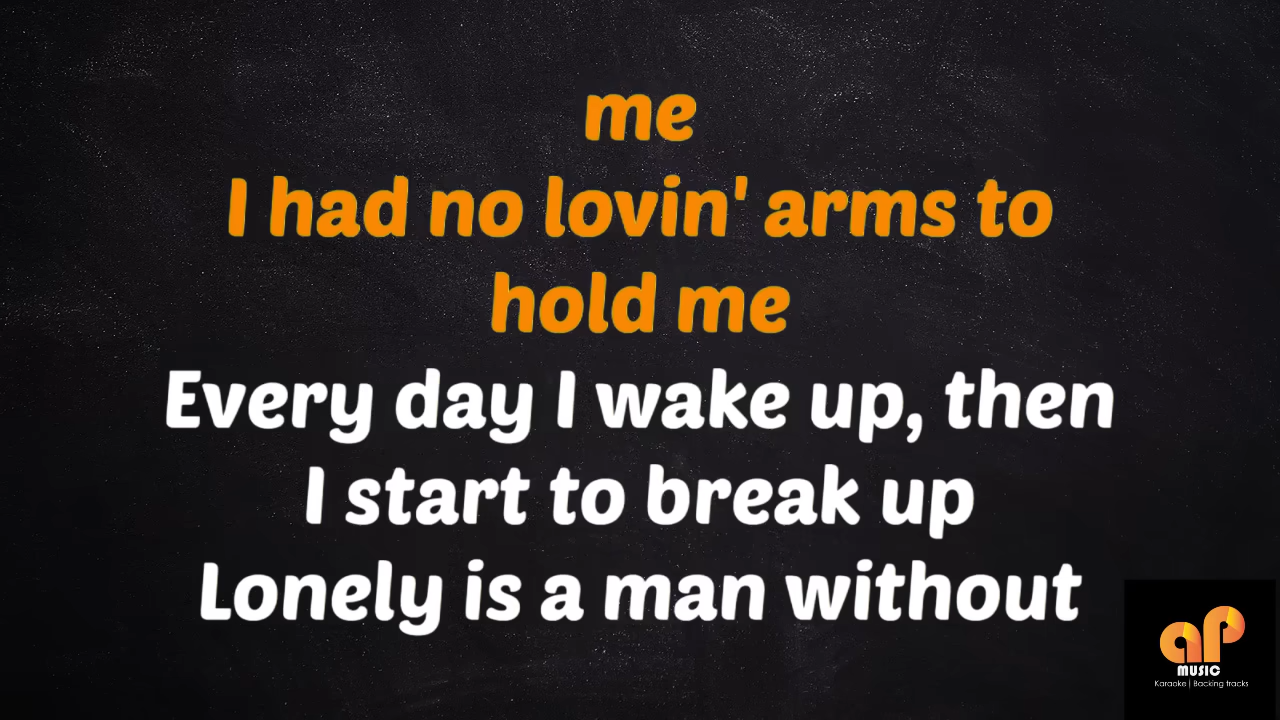 me
I had no lovin' arms to
hold me
Every day I wake up, then
I start to break up
Lonely is a man without
aP
MUSIC
Karaoke | Backing tracks